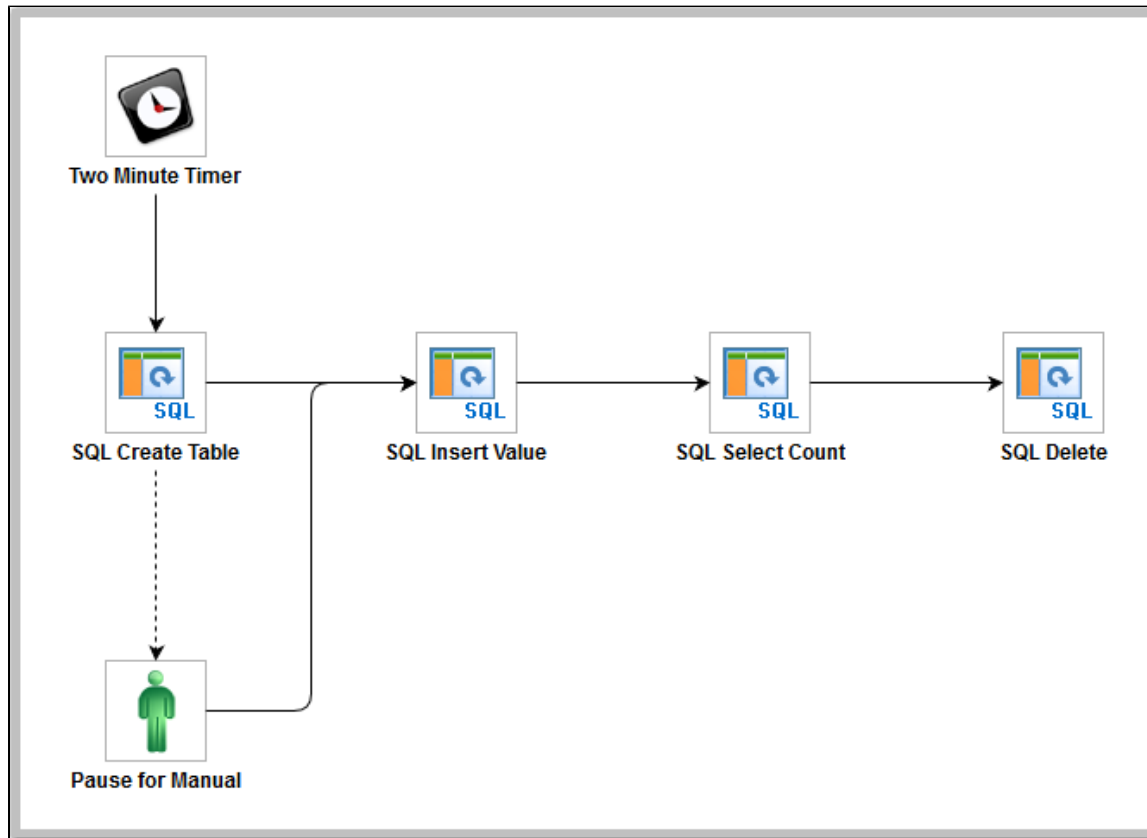 Two Minute Timer
SQL
SQL
SQL
SQL
SQL Create Table
SQL Insert Value
SQL Select Count
SQL Delete
Pause for Manual